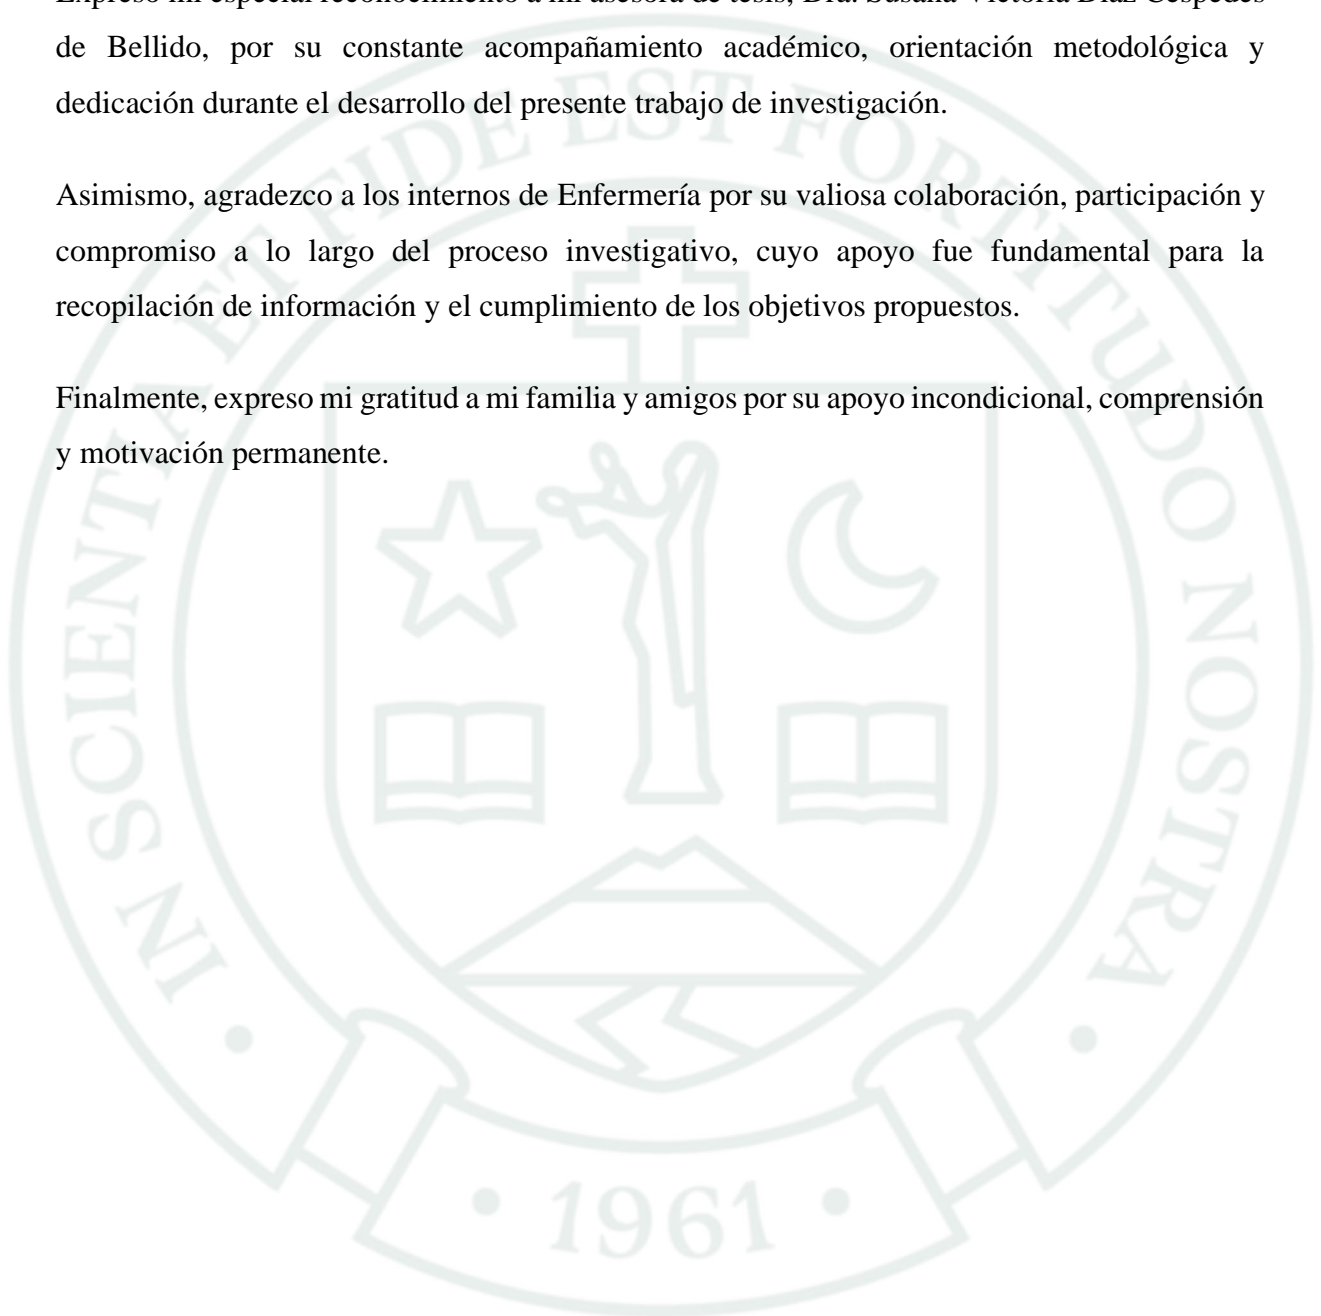 Expreso mi especial reconocimiento a mi asesora de tesis, Dra. Susana Victoria Díaz Céspedes
de Bellido, por su constante acompañamiento académico, orientación metodológica y
dedicación durante el desarrollo del presente trabajo de investigación.
Asimismo, agradezco a los internos de Enfermería por su valiosa colaboración, participación y
compromiso a lo largo del proceso investigativo, cuyo apoyo fue fundamental para la
recopilación de información y el cumplimiento de los objetivos propuestos.
Finalmente, expreso mi gratitud a mi familia y amigos por su apoyo incondicional, comprensión
y motivación permanente.
IN SCIENTIA ET FIDE EST FORTITUDO NOSTRA
• 1961 •